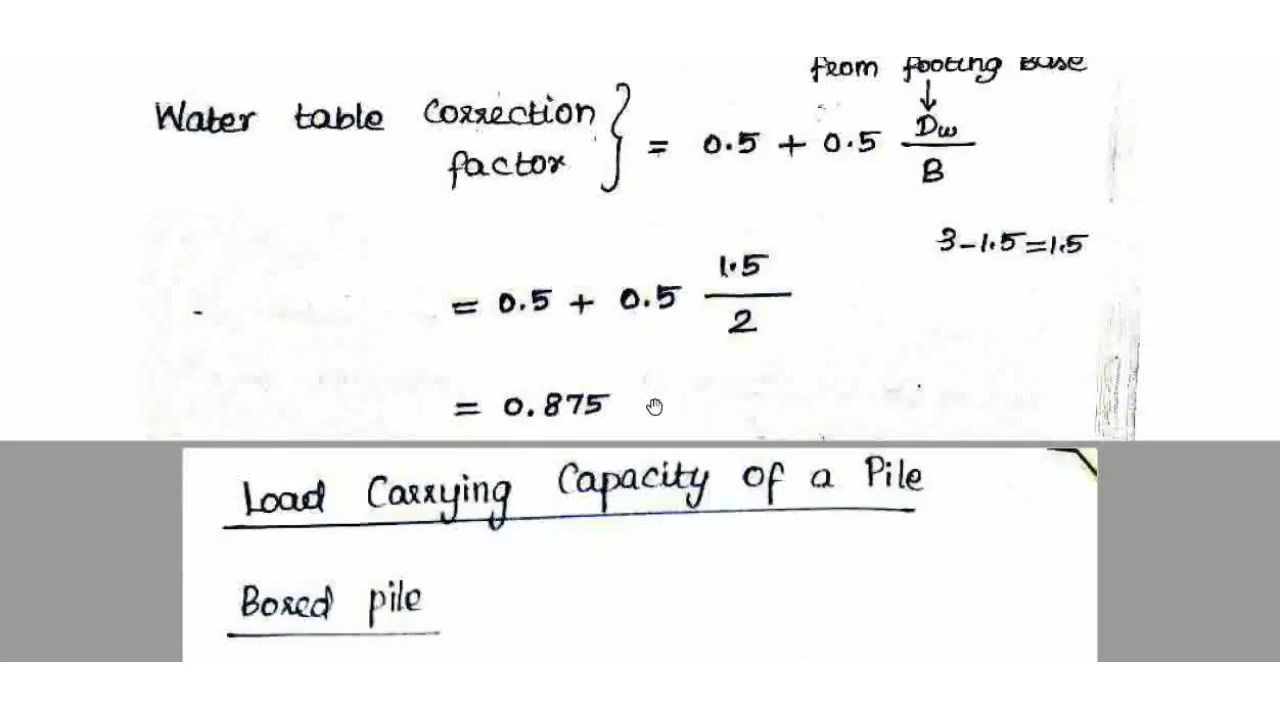 from footing Base
Water table Correction factor } = 0.5 + 0.5 Dw/B
3-1.5=1.5
= 0.5 + 0.5 1.5/2
= 0.875
Load Carrying Capacity of a Pile
Bored pile